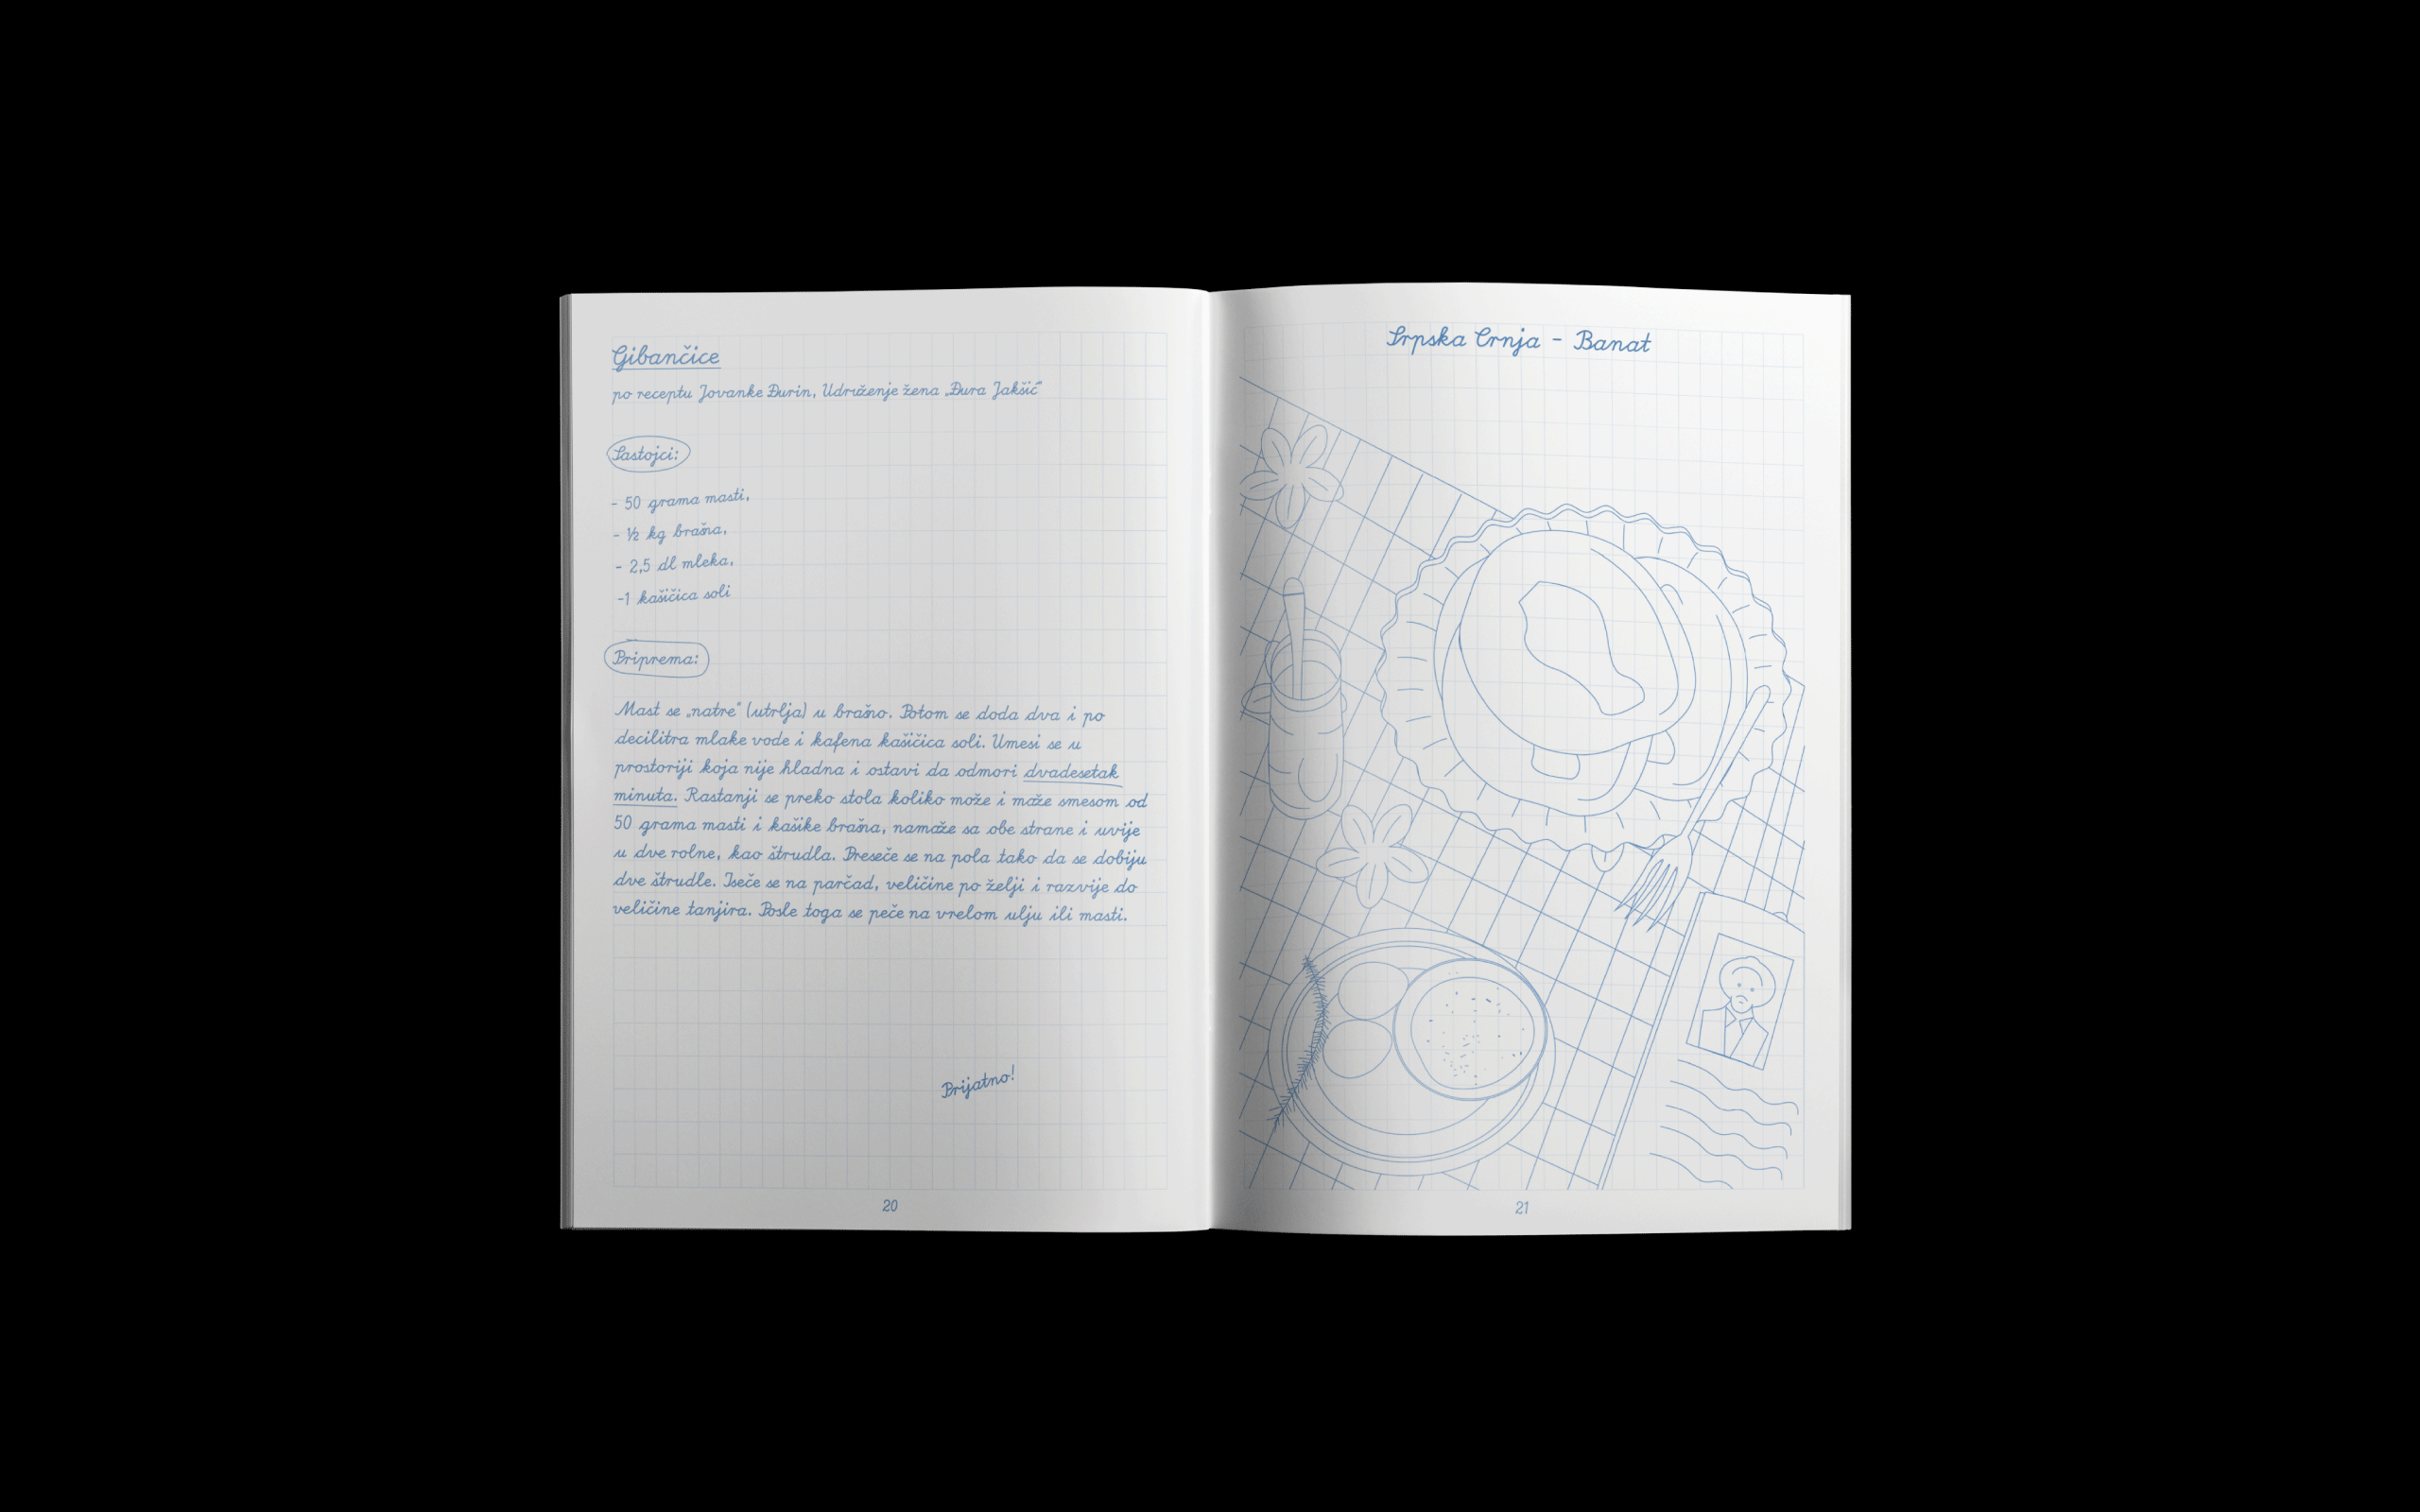 Gibančice
po receptu Jovanke Đurin, Udruženje žena „Đura Jakšić“
Sastojci:
- 50 grama masti,
- ½ kg brašna,
- 2,5 dl mleka,
-1 kašičica soli
Priprema:
Mast se „natre“ (utrlja) u brašno. Potom se doda dva i po
decilitra mlake vode i kafena kašičica soli. Umesi se u
prostoriji koja nije hladna i ostavi da odmori dvadesetak
minuta. Rastanji se preko stola koliko može i maže smesom od
50 grama masti i kašike brašna, namaže sa obe strane i uvije
u dve rolne, kao štrudla. Preseče se na pola tako da se dobiju
dve štrudle. Iseče se na parčad, veličine po želji i razvije do
veličine tanjira. Posle toga se peče na vrelom ulju ili masti.
Prijatno!
20
Srpska Crnja - Banat
21